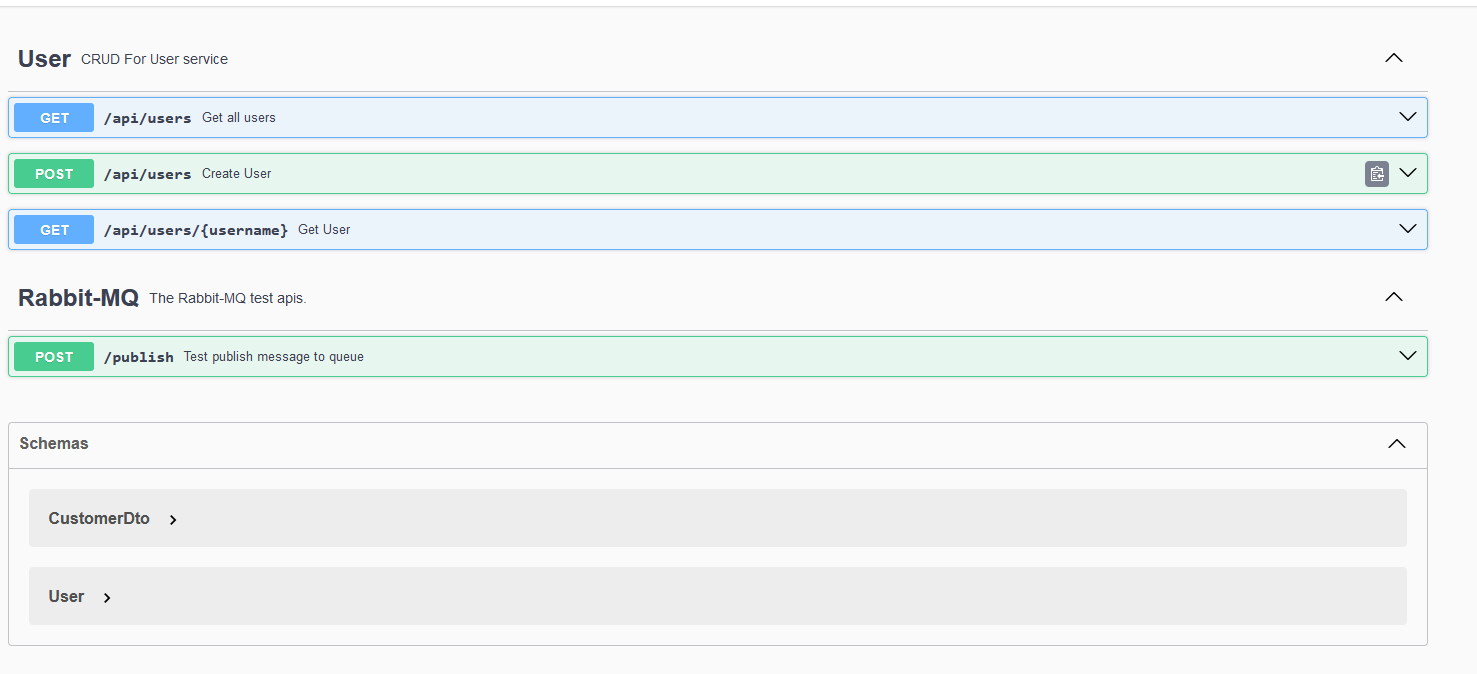 User CRUD For User service
GET /api/users Get all users
POST /api/users Create User
GET /api/users/{username} Get User
Rabbit-MQ The Rabbit-MQ test apis.
POST /publish Test publish message to queue
Schemas
CustomerDto
User